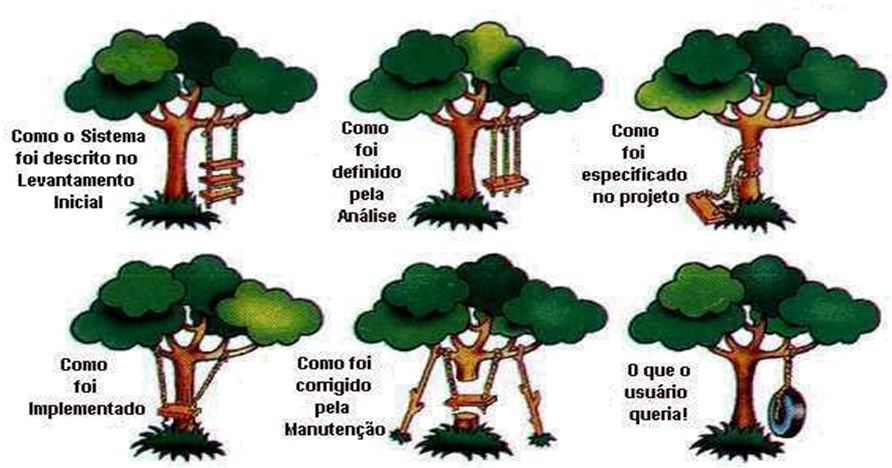 Como o Sistema
foi descrito no
Levantamento
Inicial
Como
foi
definido
pela
Análise
Como
foi
especificado
no projeto
Como
foi
Implementado
Como foi
corrigido
pela
Manutenção
O que o
usuário
queria!